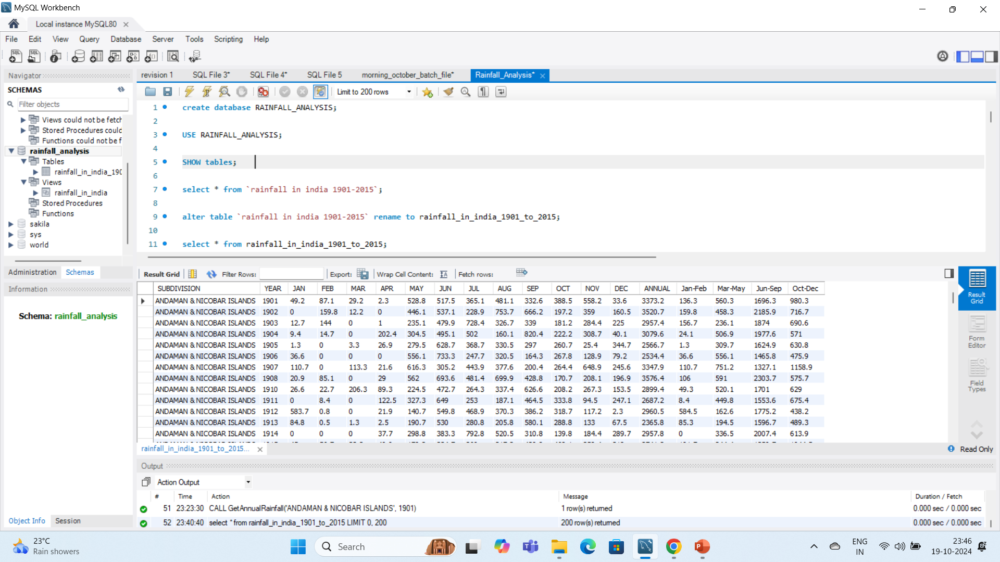 MySQL Workbench
Local instance MySQL80
File Edit View Query Database Server Tools Scripting Help
Navigator
SCHEMAS
Filter objects
Views could not be fetch
Stored Procedures could
Functions could not be f
rainfall_analysis
Tables
rainfall_in_india_190
Views
rainfall_in_india
Stored Procedures
Functions
sakila
sys
world
Administration Schemas
Information
Schema: rainfall_analysis
Object Info Session
revision 1 SQL File 3* SQL File 4* SQL File 5 morning_october_batch_file* Rainfall_Analysis*
Limit to 200 rows
1 create database RAINFALL_ANALYSIS;
2
3 USE RAINFALL_ANALYSIS;
4
5 SHOW tables;
6
7 select * from `rainfall in india 1901-2015`;
8
9 alter table `rainfall in india 1901-2015` rename to rainfall_in_india_1901_to_2015;
10
11 select * from rainfall_in_india_1901_to_2015;
Result Grid Filter Rows: Export: Wrap Cell Content: Fetch rows:
SUBDIVISION YEAR JAN FEB MAR APR MAY JUN JUL AUG SEP OCT NOV DEC ANNUAL Jan-Feb Mar-May Jun-Sep Oct-Dec
ANDAMAN & NICOBAR ISLANDS 1901 49.2 87.1 29.2 2.3 528.8 517.5 365.1 481.1 332.6 388.5 558.2 33.6 3373.2 136.3 560.3 1696.3 980.3
ANDAMAN & NICOBAR ISLANDS 1902 0 159.8 12.2 0 446.1 537.1 228.9 753.7 666.2 197.2 359 160.5 3520.7 159.8 458.3 2185.9 716.7
ANDAMAN & NICOBAR ISLANDS 1903 12.7 144 0 1 235.1 479.9 728.4 326.7 339 181.2 284.4 225 2957.4 156.7 236.1 1874 690.6
ANDAMAN & NICOBAR ISLANDS 1904 9.4 14.7 0 202.4 304.5 495.1 502 160.1 820.4 222.2 308.7 40.1 3079.6 24.1 506.9 1977.6 571
ANDAMAN & NICOBAR ISLANDS 1905 1.3 0 3.3 26.9 279.5 628.7 368.7 330.5 297 260.7 25.4 344.7 2566.7 1.3 309.7 1624.9 630.8
ANDAMAN & NICOBAR ISLANDS 1906 36.6 0 0 0 556.1 733.3 247.7 320.5 164.3 267.8 128.9 79.2 2534.4 36.6 556.1 1465.8 475.9
ANDAMAN & NICOBAR ISLANDS 1907 110.7 0 113.3 21.6 616.3 305.2 443.9 377.6 200.4 264.4 648.9 245.6 3347.9 110.7 751.2 1327.1 1158.9
ANDAMAN & NICOBAR ISLANDS 1908 20.9 85.1 0 29 562 693.6 481.4 699.9 428.8 170.7 208.1 196.9 3576.4 106 591 2303.7 575.7
ANDAMAN & NICOBAR ISLANDS 1910 26.6 22.7 206.3 89.3 224.5 472.7 264.3 337.4 626.6 208.2 267.3 153.5 2899.4 49.3 520.1 1701 629
ANDAMAN & NICOBAR ISLANDS 1911 0 8.4 0 122.5 327.3 649 253 187.1 464.5 333.8 94.5 247.1 2687.2 8.4 449.8 1553.6 675.4
ANDAMAN & NICOBAR ISLANDS 1912 583.7 0.8 0 21.9 140.7 549.8 468.9 370.3 386.2 318.7 117.2 2.3 2960.5 584.5 162.6 1775.2 438.2
ANDAMAN & NICOBAR ISLANDS 1913 84.8 0.5 1.3 2.5 190.7 530 280.8 205.8 580.1 288.8 133 67.5 2365.8 85.3 194.5 1596.7 489.3
ANDAMAN & NICOBAR ISLANDS 1914 0 0 0 37.7 298.8 383.3 792.8 520.5 310.8 139.8 184.4 289.7 2957.8 0 336.5 2007.4 613.9
Result Grid
Form Editor
Field Types
rainfall_in_india_1901_to_2015...
Read Only
Output
Action Output
# Time Action Message Duration / Fetch
51 23:23:30 CALL GetAnnualRainfall('ANDAMAN & NICOBAR ISLANDS', 1901) 1 row(s) returned 0.000 sec / 0.000 sec
52 23:40:40 select * from rainfall_in_india_1901_to_2015 LIMIT 0, 200 200 row(s) returned 0.000 sec / 0.000 sec
23°C
Rain showers
Search
ENG
IN
23:46
19-10-2024